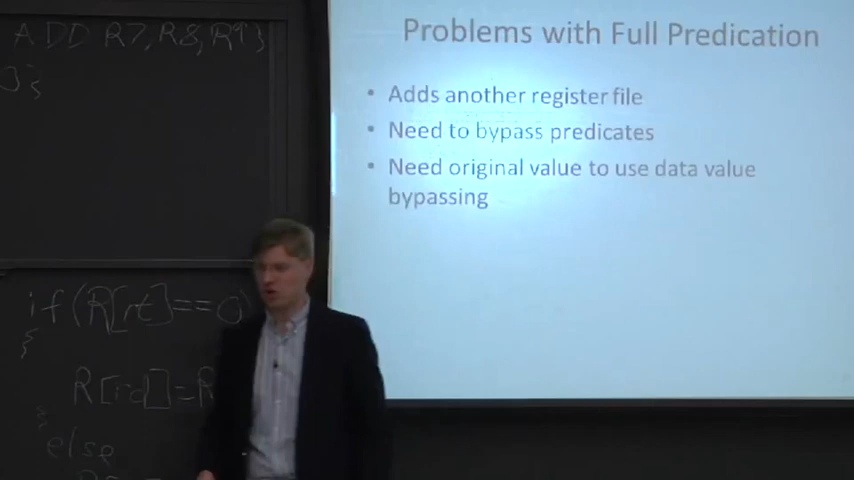 ADD R7, R8, R9;
Problems with Full Predication
• Adds another register file
• Need to bypass predicates
• Need original value to use data value
bypassing
if (R[rt]==0)
{
R[rd]=R
}
else